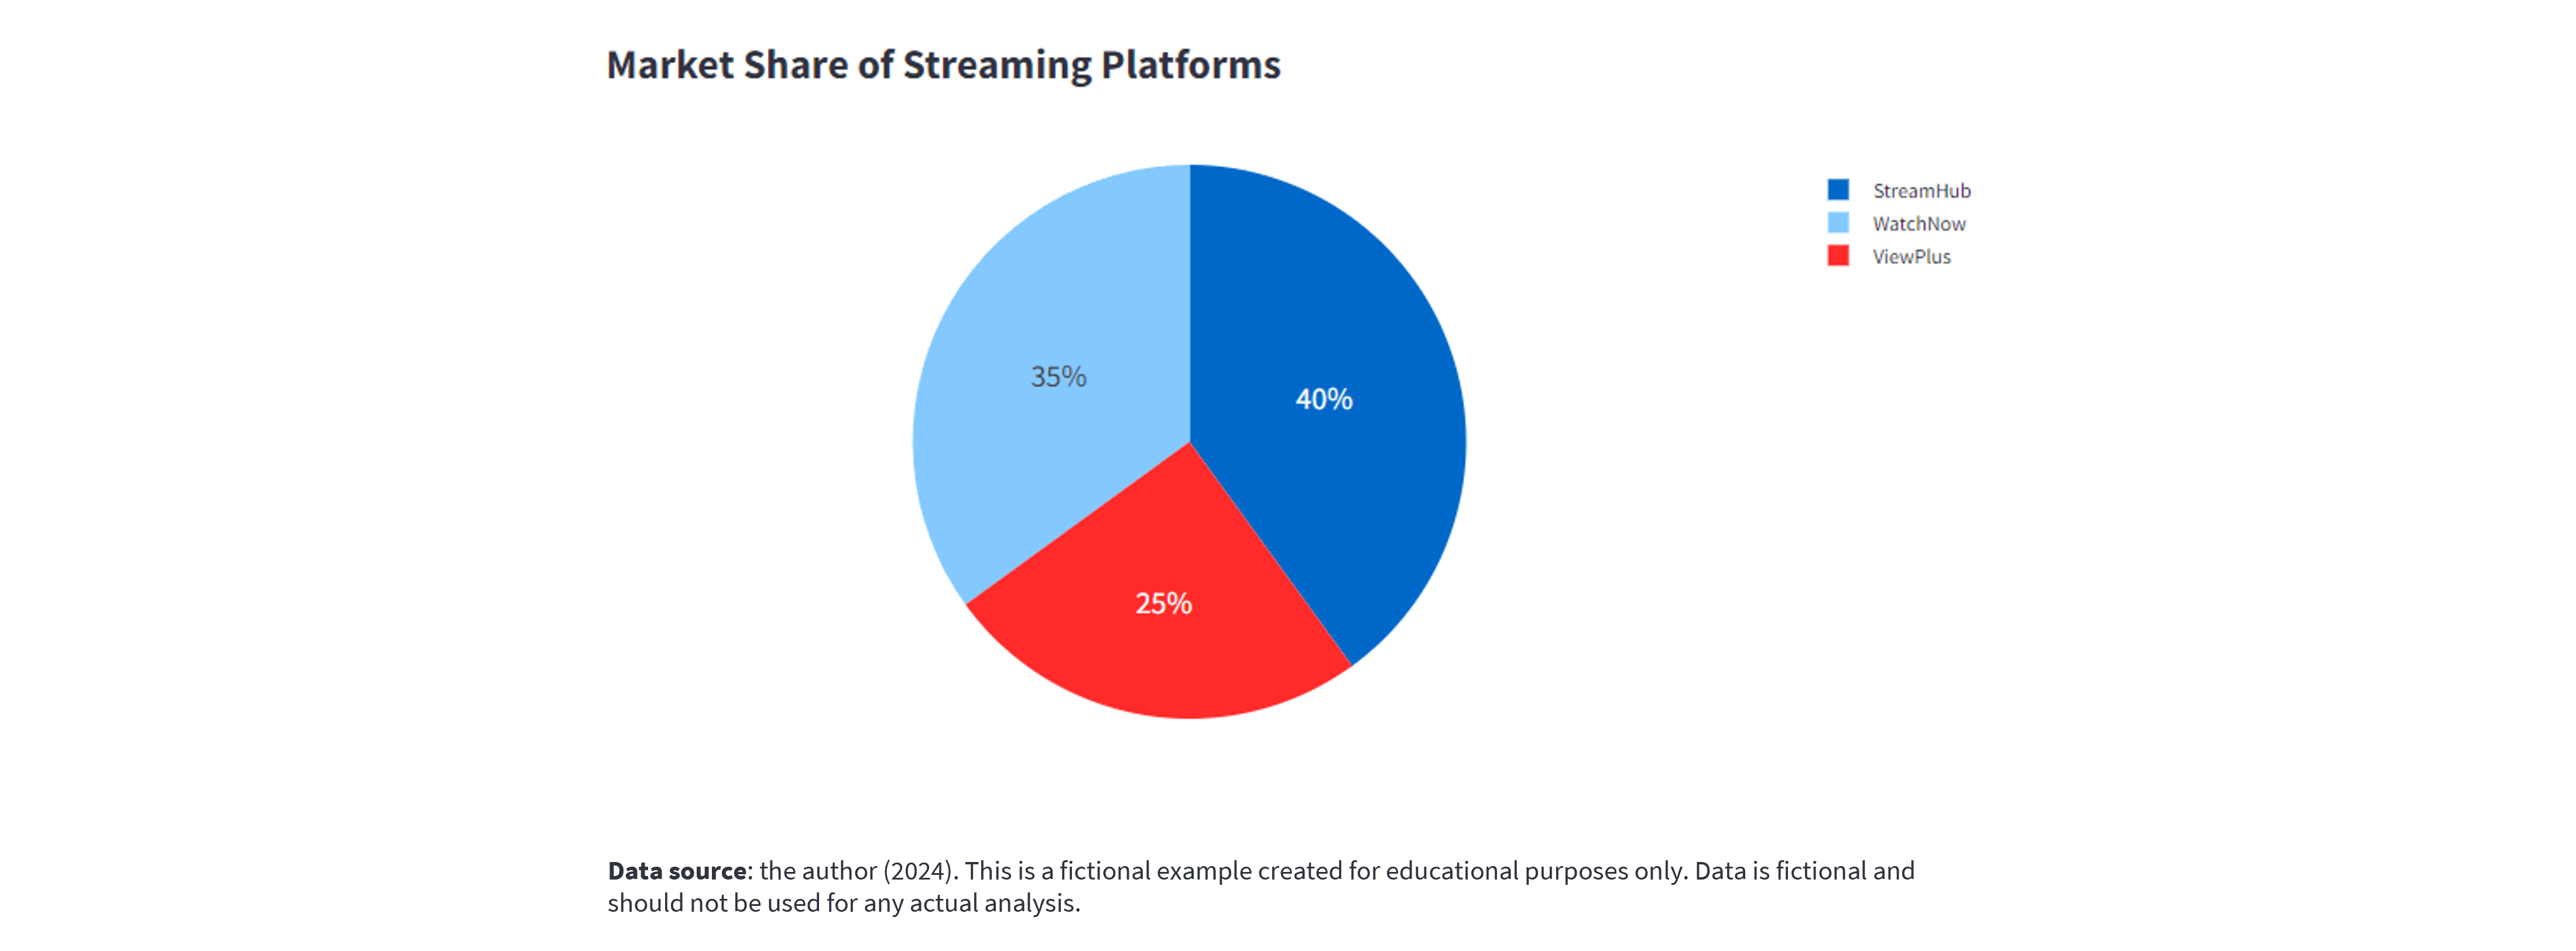 Market Share of Streaming Platforms
StreamHub
WatchNow
ViewPlus
35%
40%
25%
Data source: the author (2024). This is a fictional example created for educational purposes only. Data is fictional and
should not be used for any actual analysis.